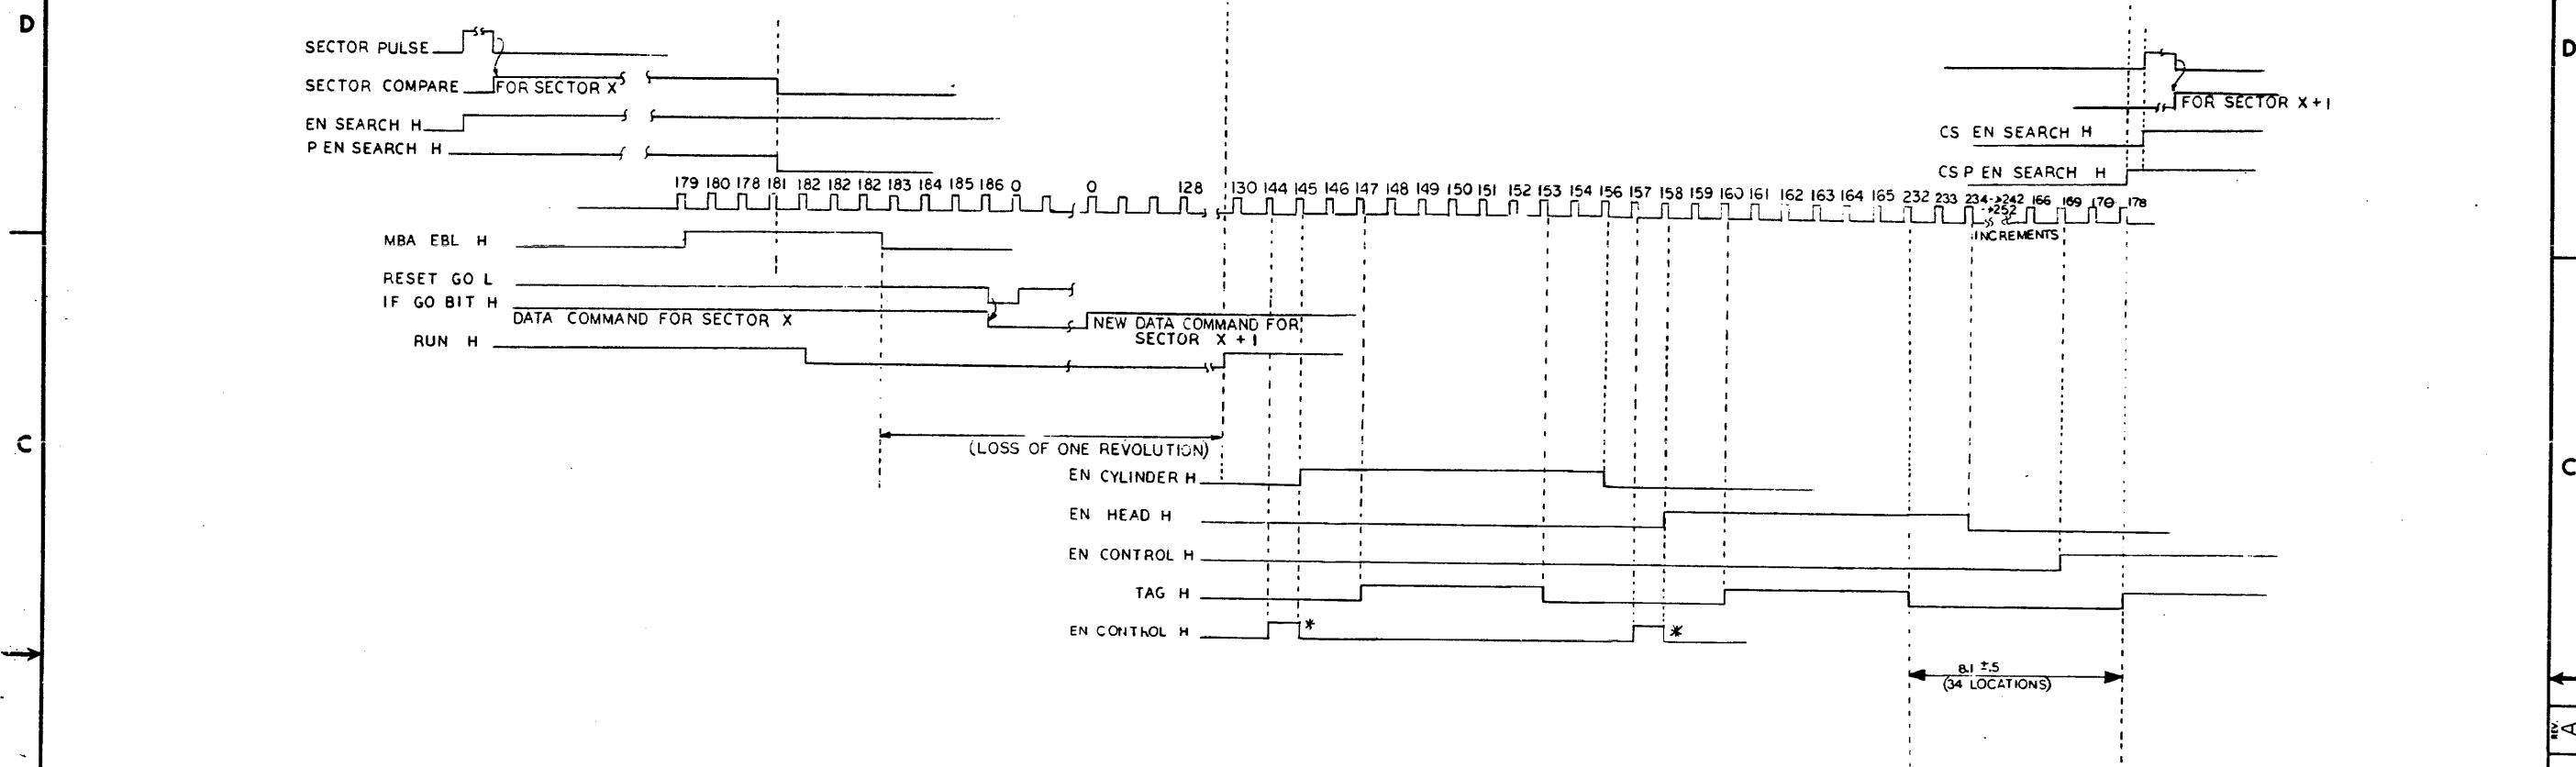 D
D
SECTOR PULSE
SECTOR COMPARE
FOR SECTOR X
FOR SECTOR X+1
EN SEARCH H
CS EN SEARCH H
P EN SEARCH H
CS P EN SEARCH H
179 180 178 181 182 182 182 183 184 185 186 0 0 128 130 144 145 146 147 148 149 150 151 152 153 154 156 157 158 159 160 161 162 163 164 165 232 233 234→242 166 169 170 178
→252
INCREMENTS
MBA EBL H
RESET GO L
IF GO BIT H
DATA COMMAND FOR SECTOR X
NEW DATA COMMAND FOR
SECTOR X + 1
RUN H
C
C
(LOSS OF ONE REVOLUTION)
EN CYLINDER H
EN HEAD H
EN CONTROL H
TAG H
EN CONTROL H
*
*
8.1 ±.5
(34 LOCATIONS)
REV.
A